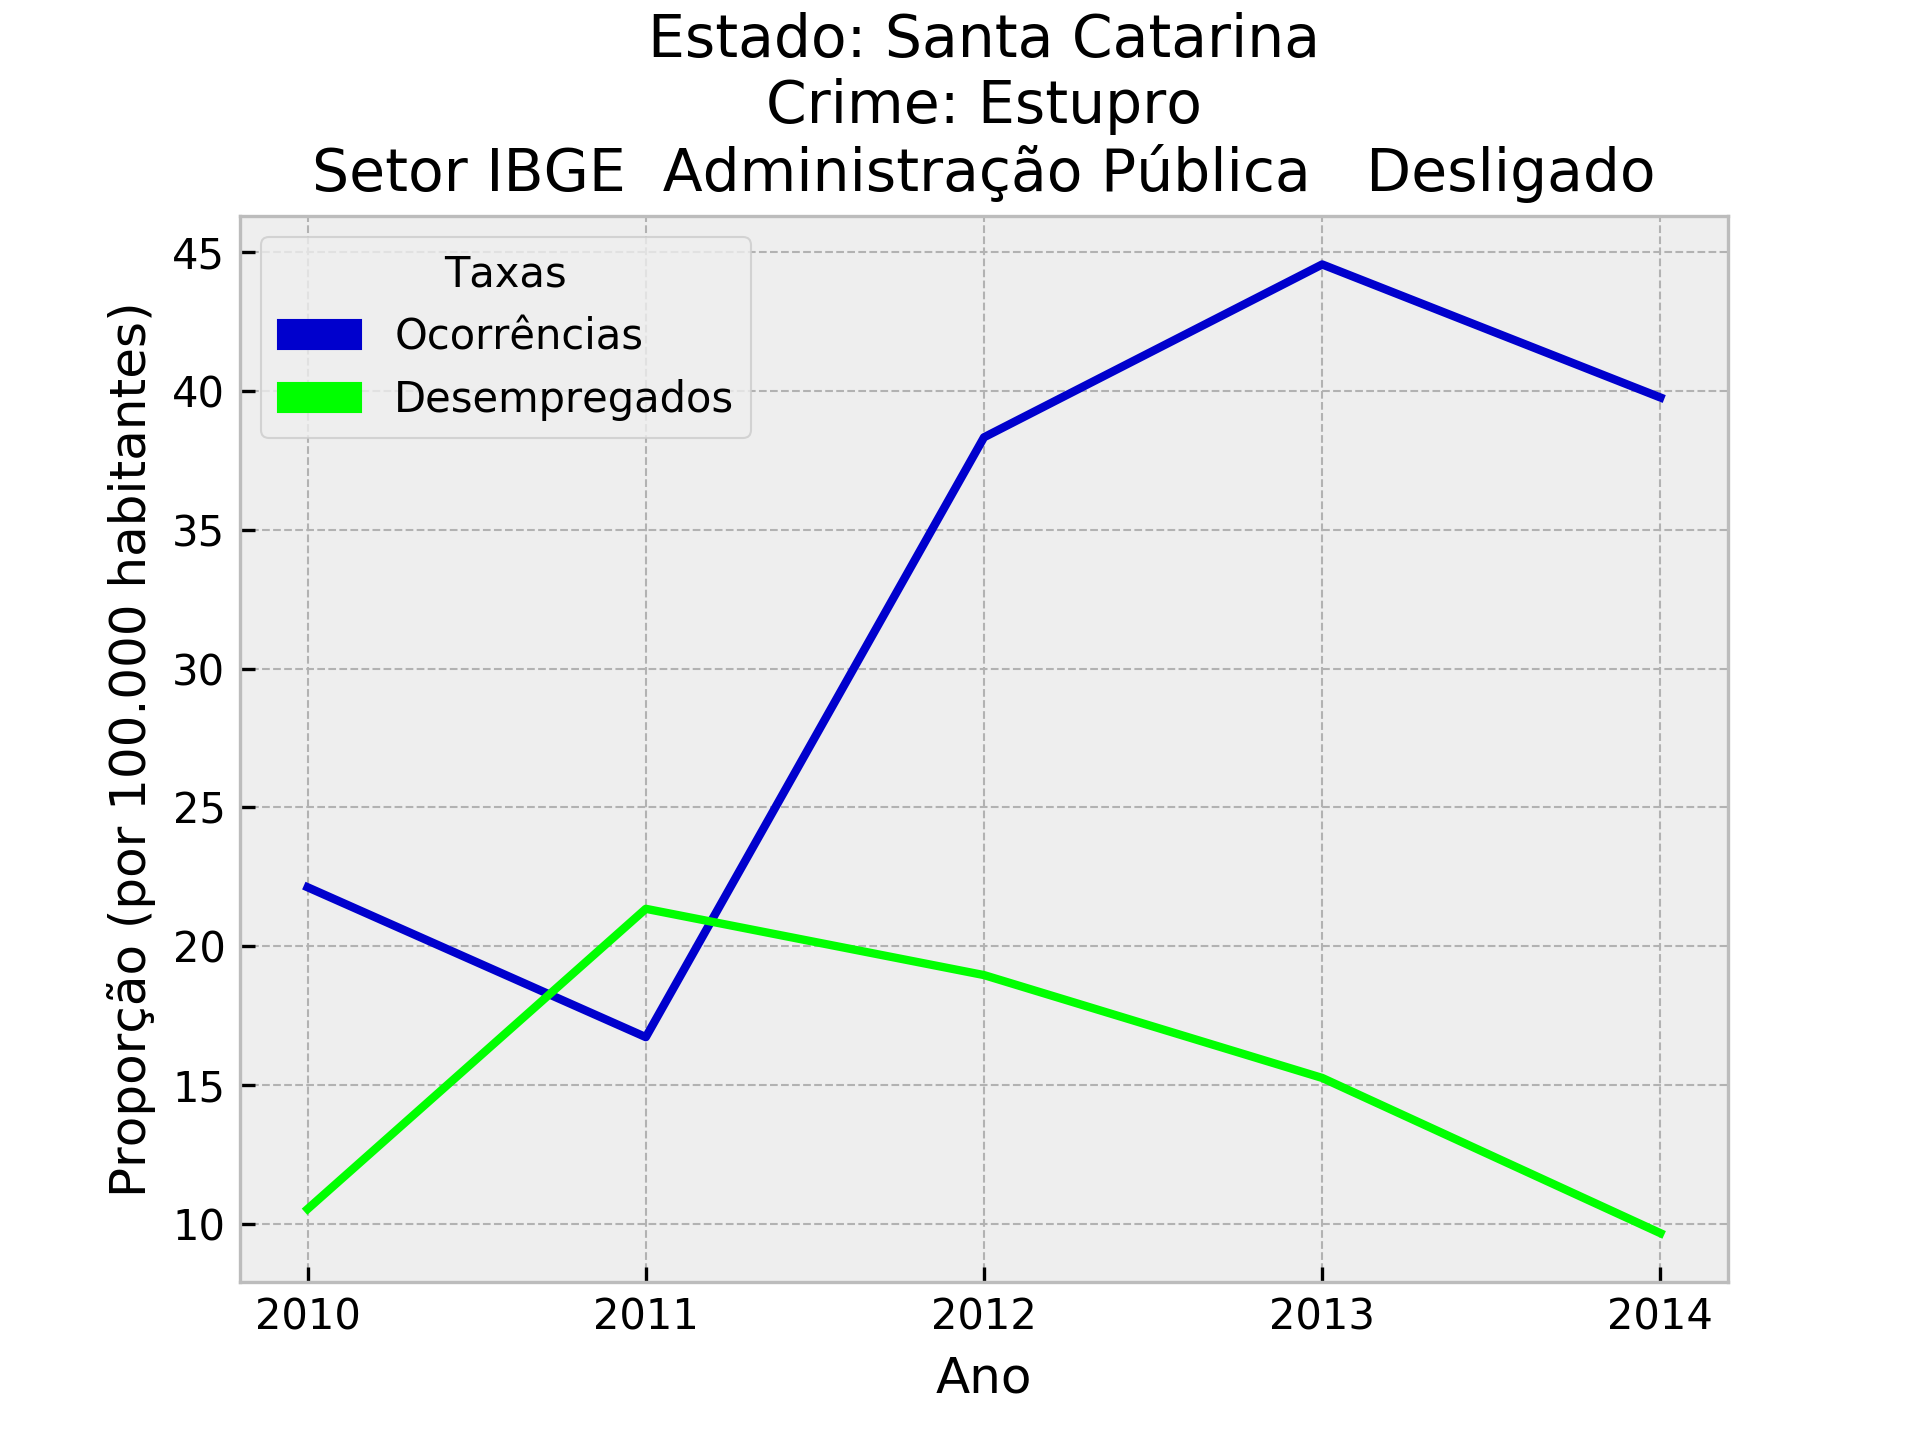 Estado: Santa Catarina
Crime: Estupro
Setor IBGE  Administração Pública   Desligado
Taxas
Ocorrências
Desempregados
Proporção (por 100.000 habitantes)
45
40
35
30
25
20
15
10
2010 2011 2012 2013 2014
Ano